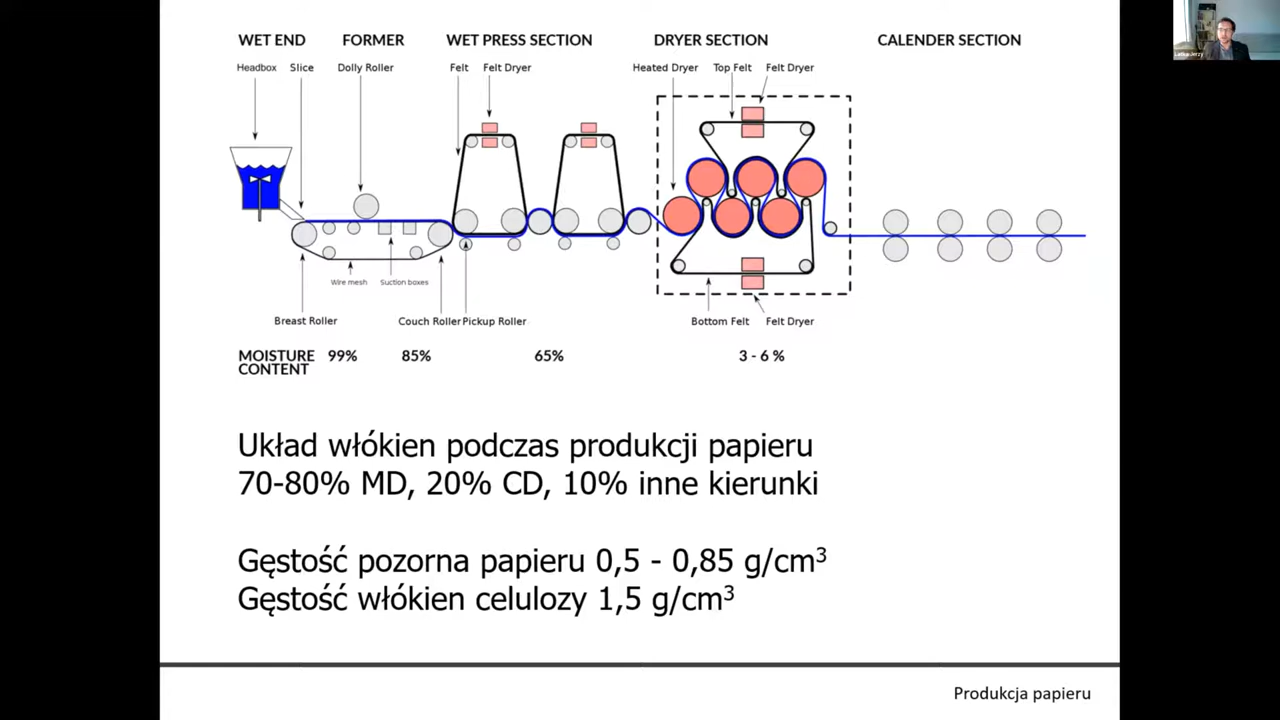 WET END FORMER WET PRESS SECTION DRYER SECTION CALENDER SECTION
Headbox Slice Dolly Roller Felt Felt Dryer Heated Dryer Top Felt Felt Dryer
Wire mesh Suction boxes
Breast Roller Couch Roller Pickup Roller Bottom Felt Felt Dryer
MOISTURE CONTENT 99% 85% 65% 3 - 6 %
Układ włókien podczas produkcji papieru
70-80% MD, 20% CD, 10% inne kierunki
Gęstość pozorna papieru 0,5 - 0,85 g/cm³
Gęstość włókien celulozy 1,5 g/cm³
Produkcja papieru